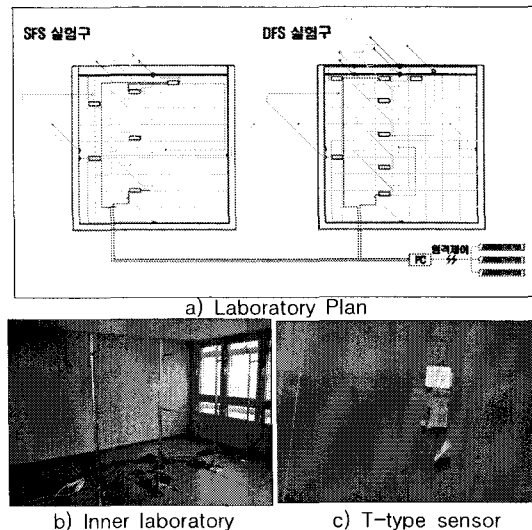 SFS 실험구
DFS 실험구
원격제어
PC
a) Laboratory Plan
b) Inner laboratory
c) T-type sensor